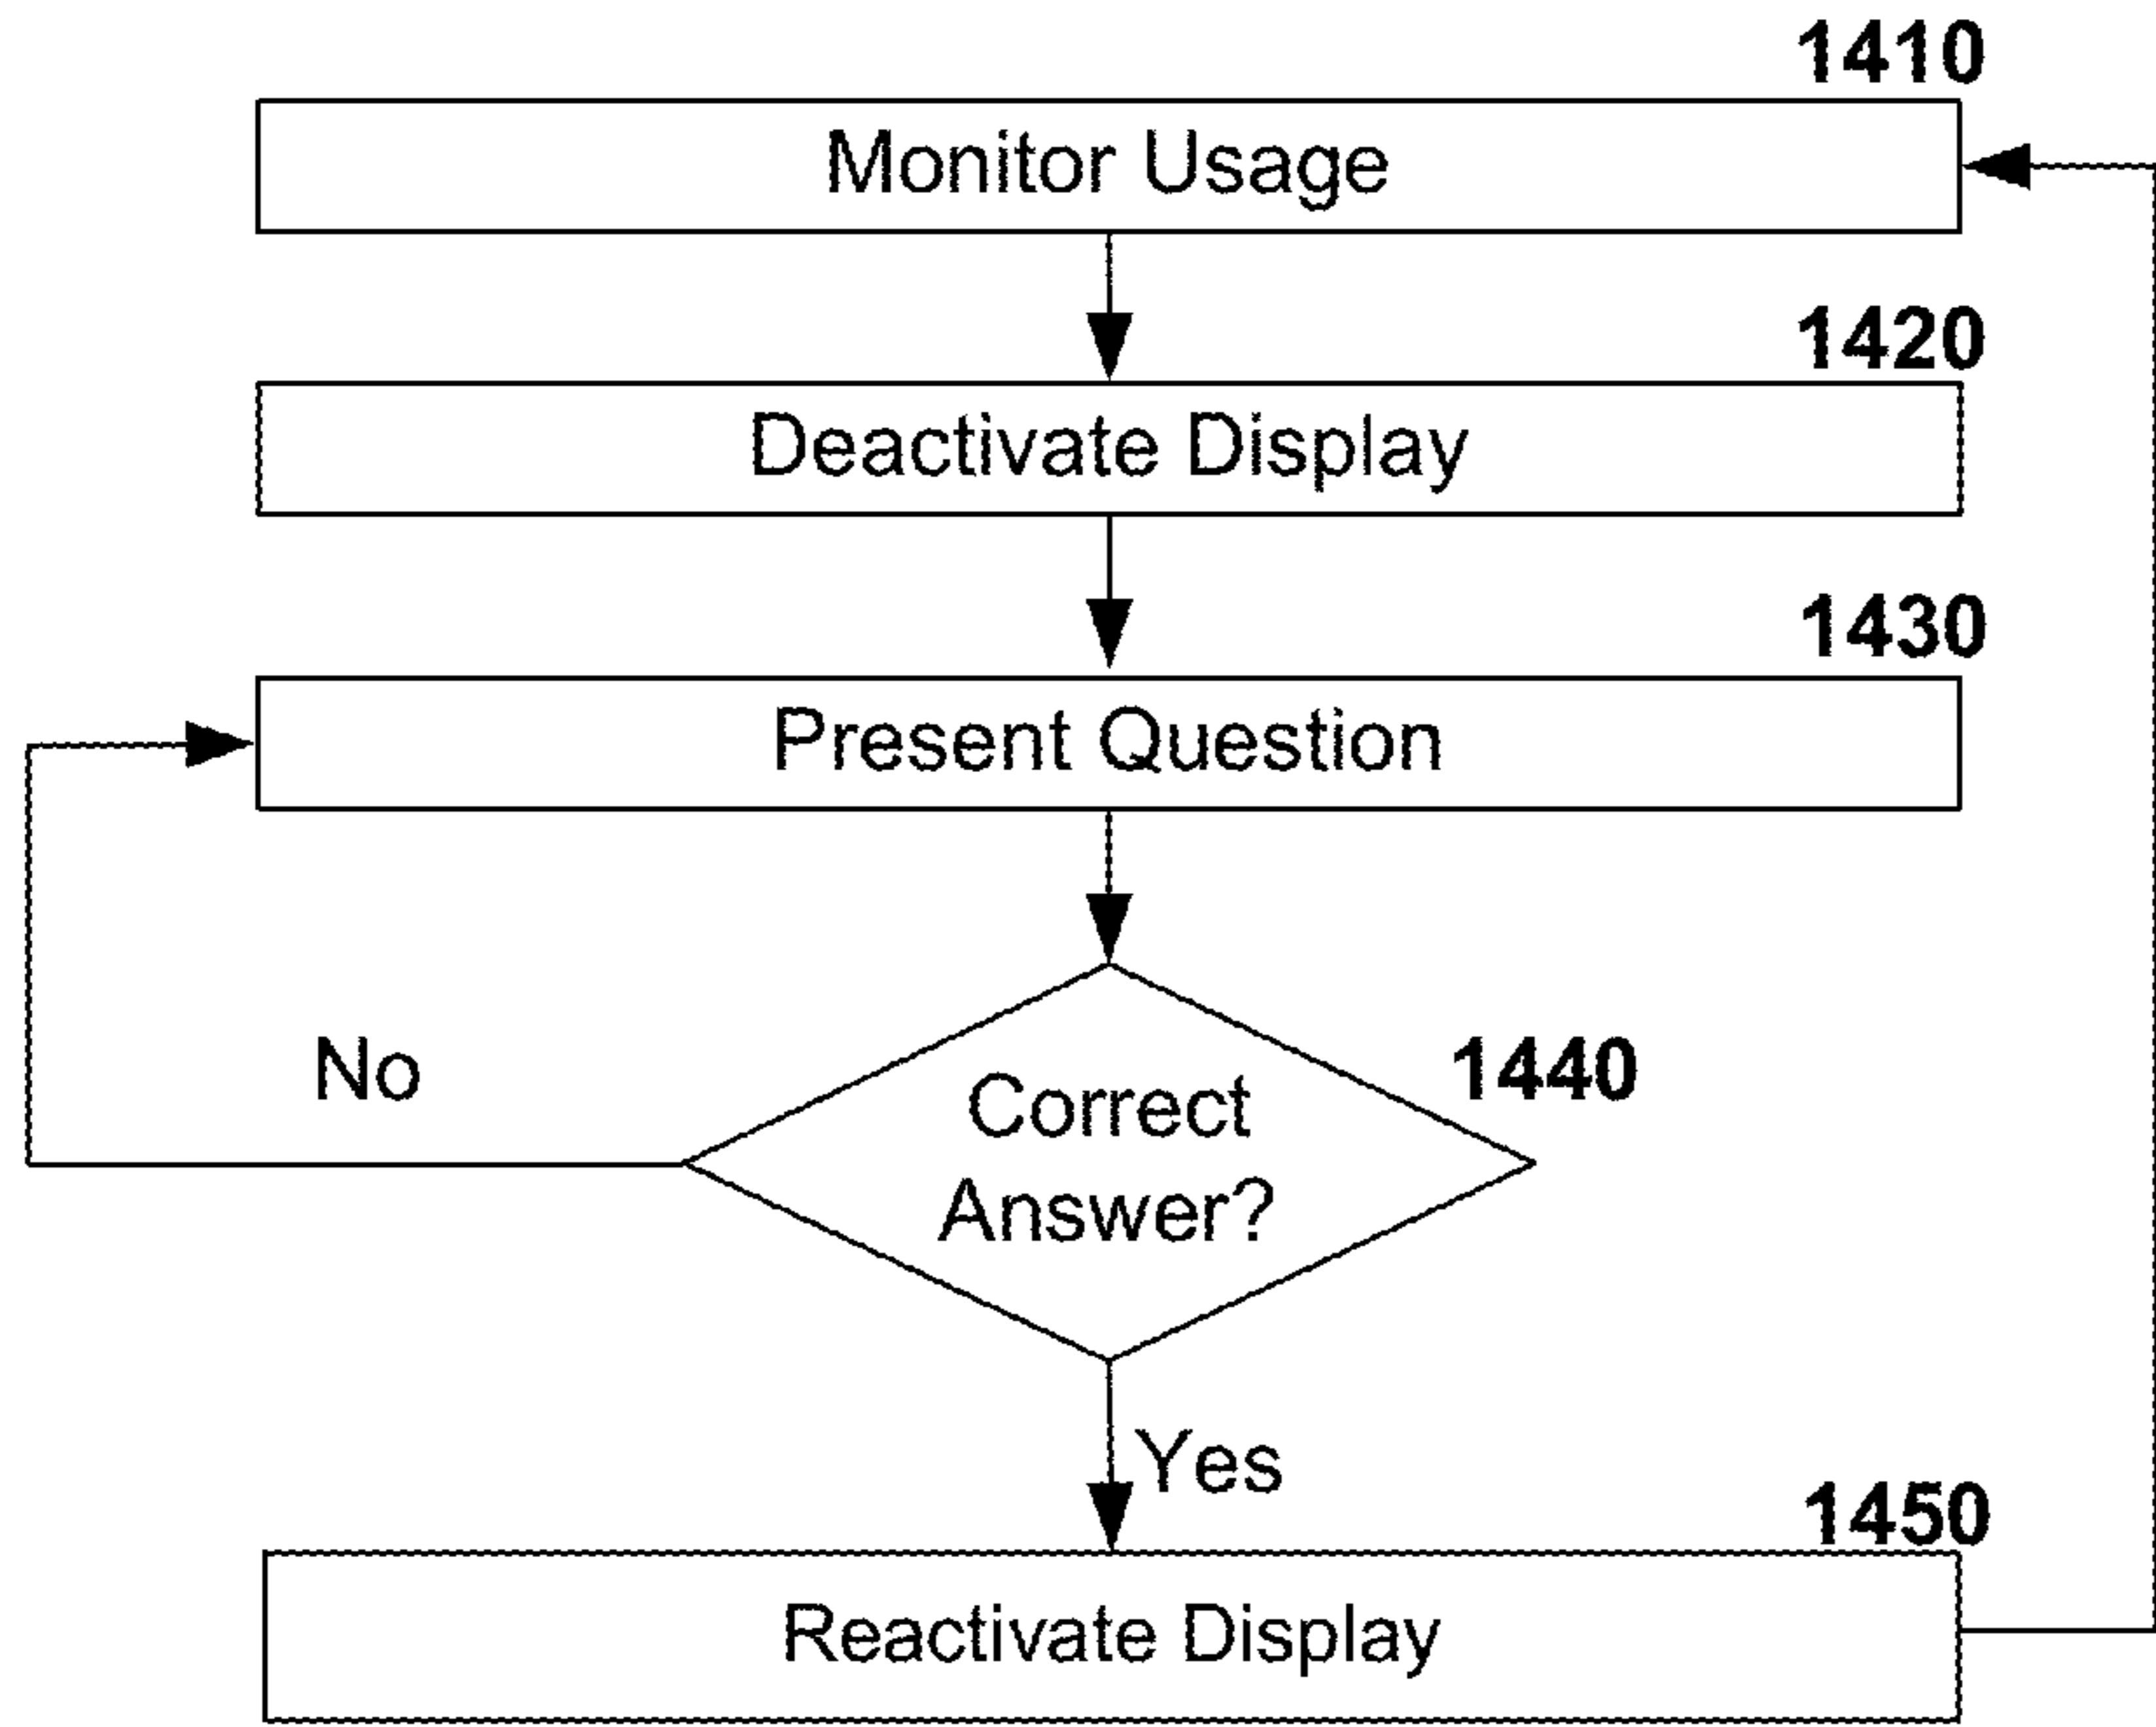 1410
Monitor Usage
1420
Deactivate Display
1430
Present Question
No
1440
Correct
Answer?
Yes
1450
Reactivate Display